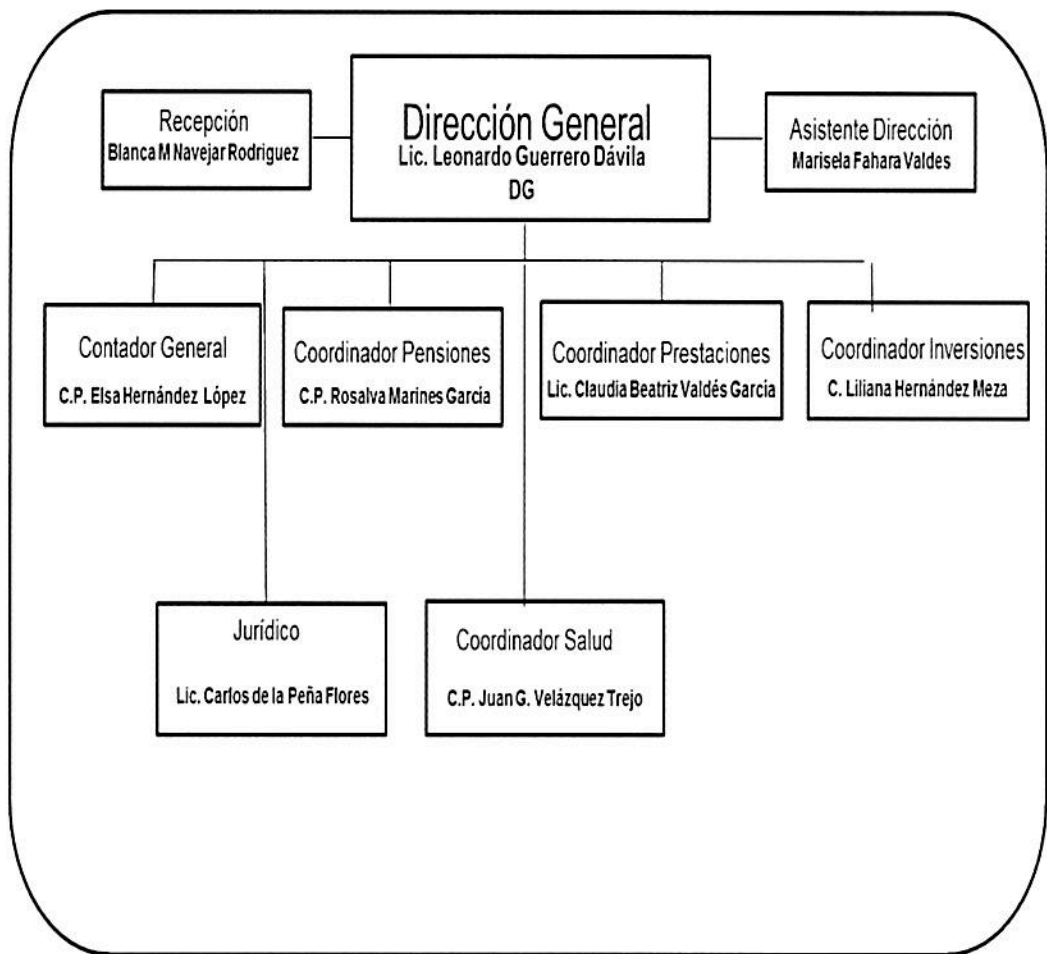 Recepción
Blanca M Navejar Rodriguez
Dirección General
Lic. Leonardo Guerrero Dávila
DG
Asistente Dirección
Marisela Fahara Valdes
Contador General
C.P. Elsa Hernández López
Coordinador Pensiones
C.P. Rosalva Marines García
Coordinador Prestaciones
Lic. Claudia Beatriz Valdés García
Coordinador Inversiones
C. Liliana Hernández Meza
Jurídico
Lic. Carlos de la Peña Flores
Coordinador Salud
C.P. Juan G. Velázquez Trejo